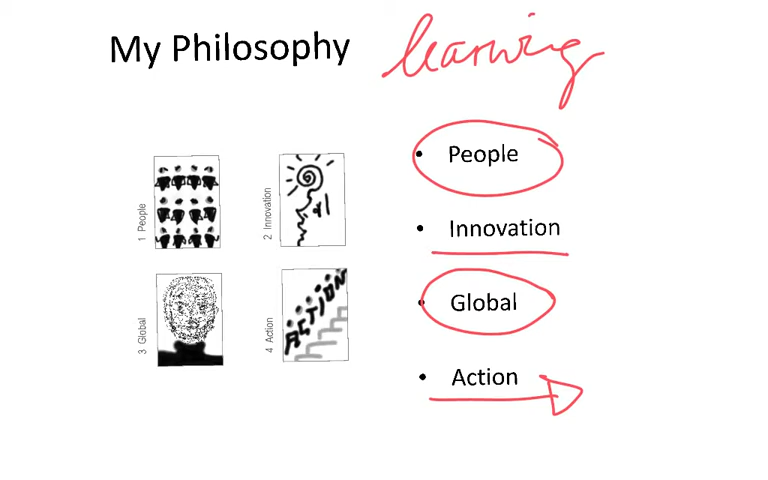 My Philosophy learning
1 People
2 Innovation
3 Global
4 Action
ACTION
• People
• Innovation
• Global
• Action